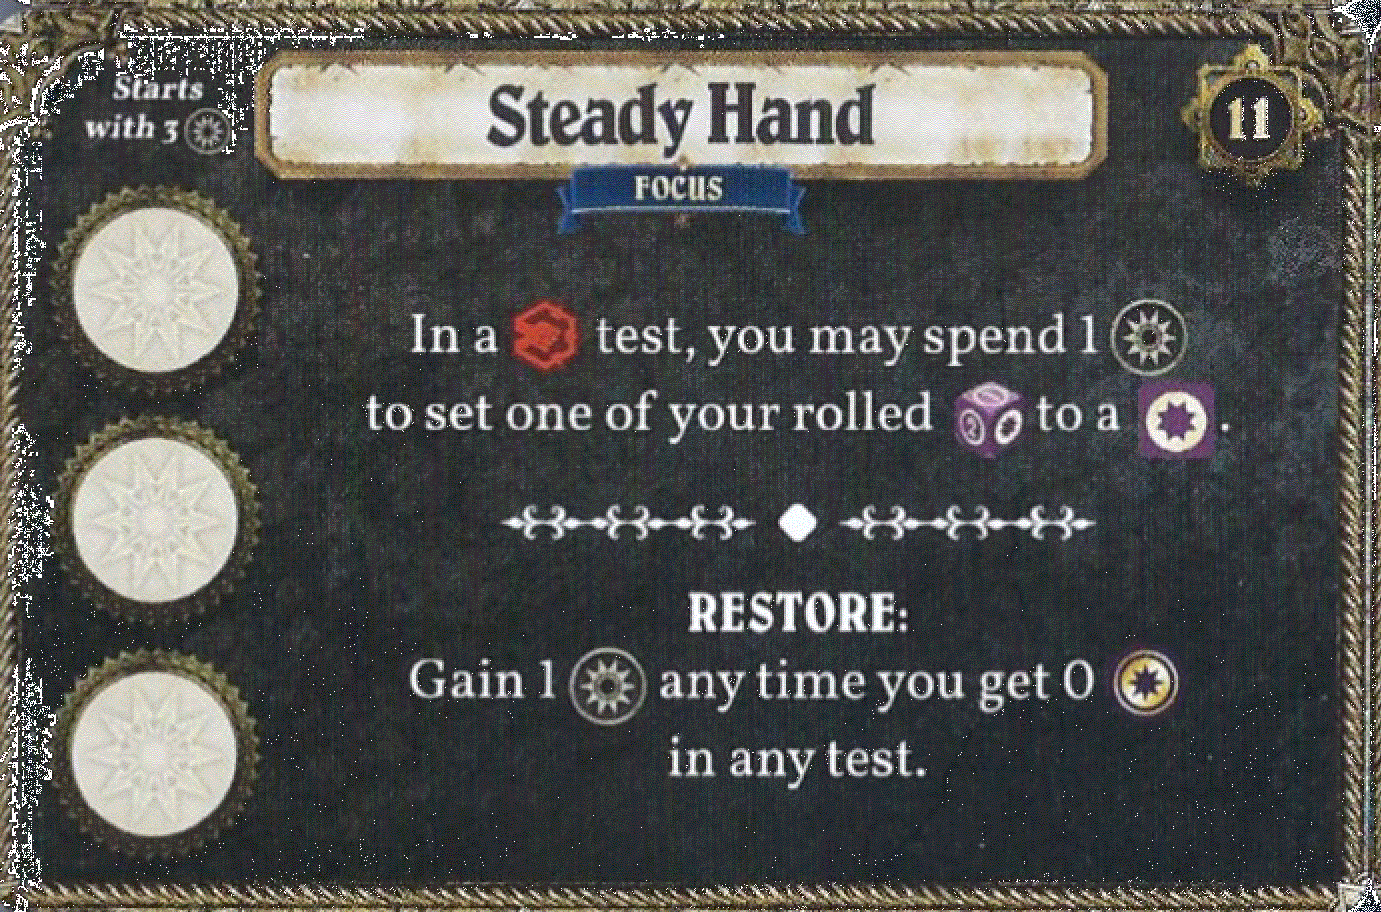 Starts
with 3
Steady Hand
11
FOCUS
In a test, you may spend 1
to set one of your rolled to a .
RESTORE:
Gain 1 any time you get 0
in any test.